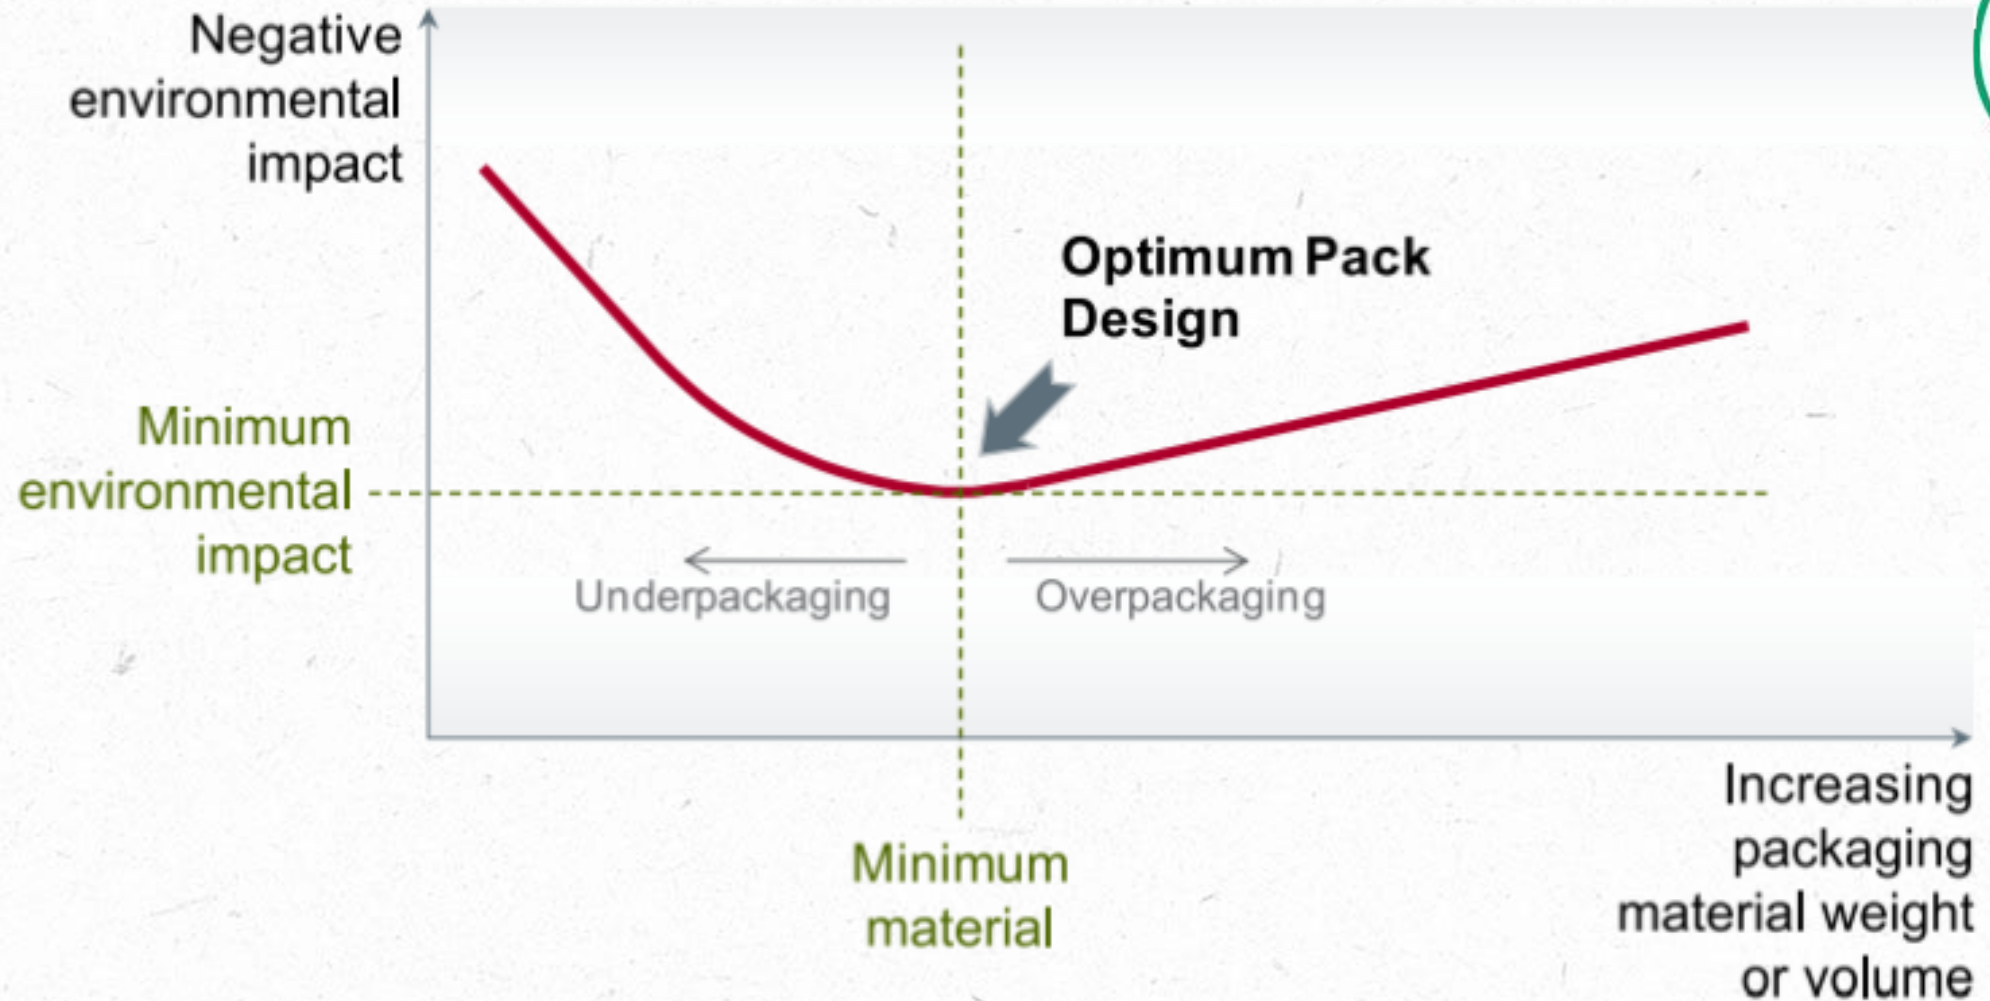 Negative
environmental
impact
Optimum Pack
Design
Minimum
environmental
impact
Underpackaging
Overpackaging
Minimum
material
Increasing
packaging
material weight
or volume